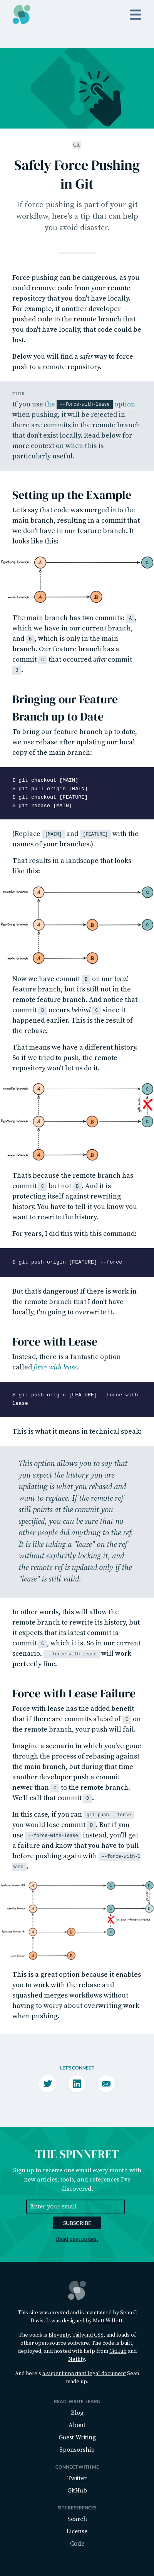 Git
Safely Force Pushing
in Git
If force-pushing is part of your git
workflow, here's a tip that can help
you avoid disaster.
Force pushing can be dangerous, as you
could remove code from your remote
repository that you don't locally have.
For example, if another developer
pushed code to the remote branch that
you don't have locally, that code could be
lost.
Below you will find a safer way to force
push to a remote repository.
TLDR
If you use the --force-with-lease option
when pushing, it will be rejected in
there are commits in the remote branch
that don't exist locally. Read below for
more context on when this is
particularly useful.
Setting up the Example
Let's say that code was merged into the
main branch, resulting in a commit that
we don't have in our feature branch. It
looks like this:
feature branch
A
C
main branch
A
B
The main branch has two commits: A,
which we have in our current branch,
and B, which is only in main
branch. Our feature branch has a
commit C that occurred after commit
B.
Bringing our Feature
Branch up to Date
To bring our feature branch up to date,
we use rebase after updating our local
copy of the main branch:
$ git checkout [MAIN]
$ git pull origin [MAIN]
$ git checkout [FEATURE]
$ git rebase [MAIN]
(Replace [MAIN] and [FEATURE] with the
names of your branches.)
That results in a landscape that looks
like this:
remote branch
A
C
feature branch
A
B
C
main branch
A
B
Now we have commit B on our local
feature branch, but it's still not in the
remote feature branch. And notice that
commit B occurs behind C since it
happened earlier. This is the result of
the rebase.
That means we have a different history.
So if we tried to push, the remote
repository won't let us do it.
remote branch
A
C
git push
feature branch
A
B
C
main branch
A
B
That's because the remote branch has
commit C but not B. And it is
protecting itself against rewriting
history. You have to tell it you know you
want to rewrite the history.
For years, I did this with this command:
$ git push origin [FEATURE] --force
But that's dangerous! If there is work in
the remote branch that I don't have
locally, I'm going to overwrite it.
Force with Lease
Instead, there is a fantastic option
called force with lease.
$ git push origin [FEATURE] --force-with-
lease
This is what it means in technical speak:
This option allows you to say that
you expect the history you are
updating is what you rebased and
want to replace. If the remote ref
still points at the commit you
specified, you can be sure that no
other people did anything to the ref.
It is like taking a "lease" on the ref
without explicitly locking it, and
the remote ref is updated only if the
"lease" is still valid.
In other words, this will allow the
remote branch to rewrite its history, but
it expects that its latest commit is
commit C, which it is. So in our current
scenario, --force-with-lease will work
perfectly fine.
Force with Lease Failure
Force with lease has the added benefit
that if there are commits ahead of C on
the remote branch, your push will fail.
Imagine a scenario in which you've gone
through the process of rebasing against
the main branch, but during that time
another developer push a commit
newer than C to the remote branch.
We'll call that commit D.
In this case, if you ran git push --force
you would lose commit D. But if you
use --force-with-lease instead, you'll get
a failure and know that you have to pull
before pushing again with --force-with-l
ease.
A
C
D
remote branch
A
C
D
A
B
C
main branch
A
B
This is a great option because it enables
you to work with the rebase and
squashed merges workflows without
having to worry about overwriting work
when pushing.
LET'S CONNECT
THE SPINNERET
Sign up to receive one email every month with
new articles, tools, and references I've
discovered.
Enter your email
SUBSCRIBE
Read past issues.
This site was created and is maintained by Sean C
Davis. It was designed by Matt Willett.
The stack is Eleventy, Tailwind CSS, and loads of
other open-source software. The code is built,
deployed, and hosted with help from GitHub and
Netlify.
And here's a super important legal document Sean
made up.
READ, WRITE, LEARN
Blog
About
Guest Writing
Sponsorship
CONNECT WITH ME
Twitter
GitHub
SITE REFERENCES
Search
License
Code